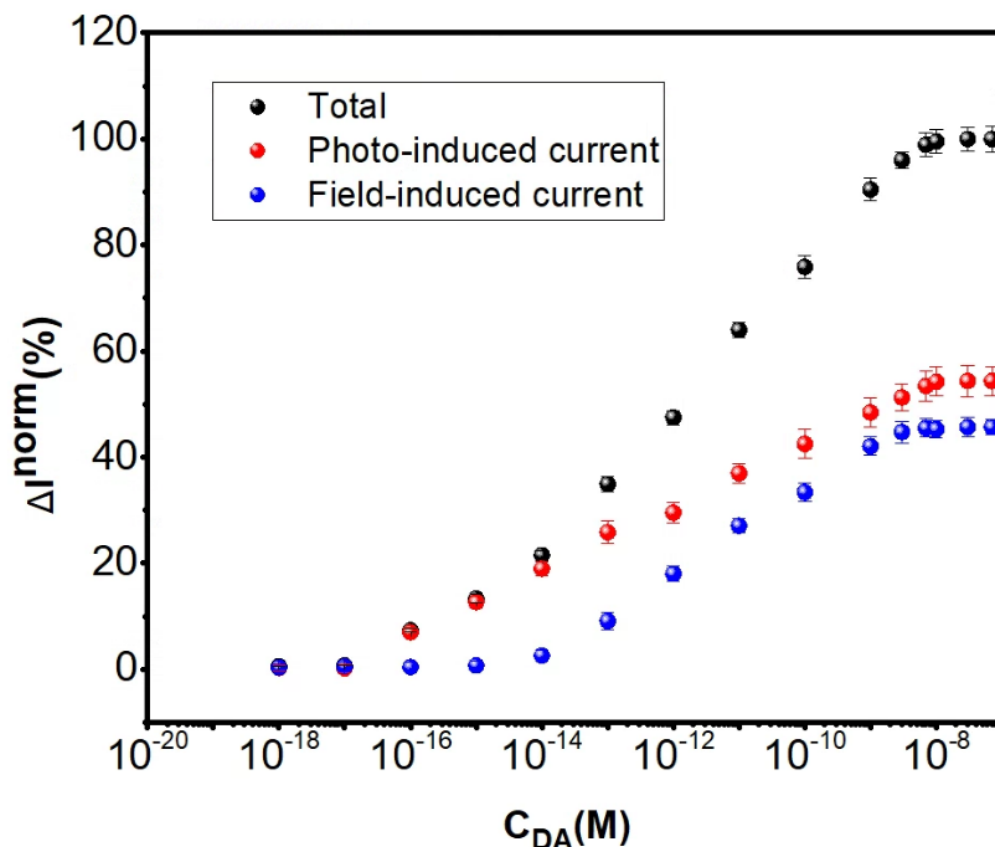 120
100
80
60
40
20
0
ΔI^norm(%)
Total
Photo-induced current
Field-induced current
10^-20 10^-18 10^-16 10^-14 10^-12 10^-10 10^-8
C_DA(M)